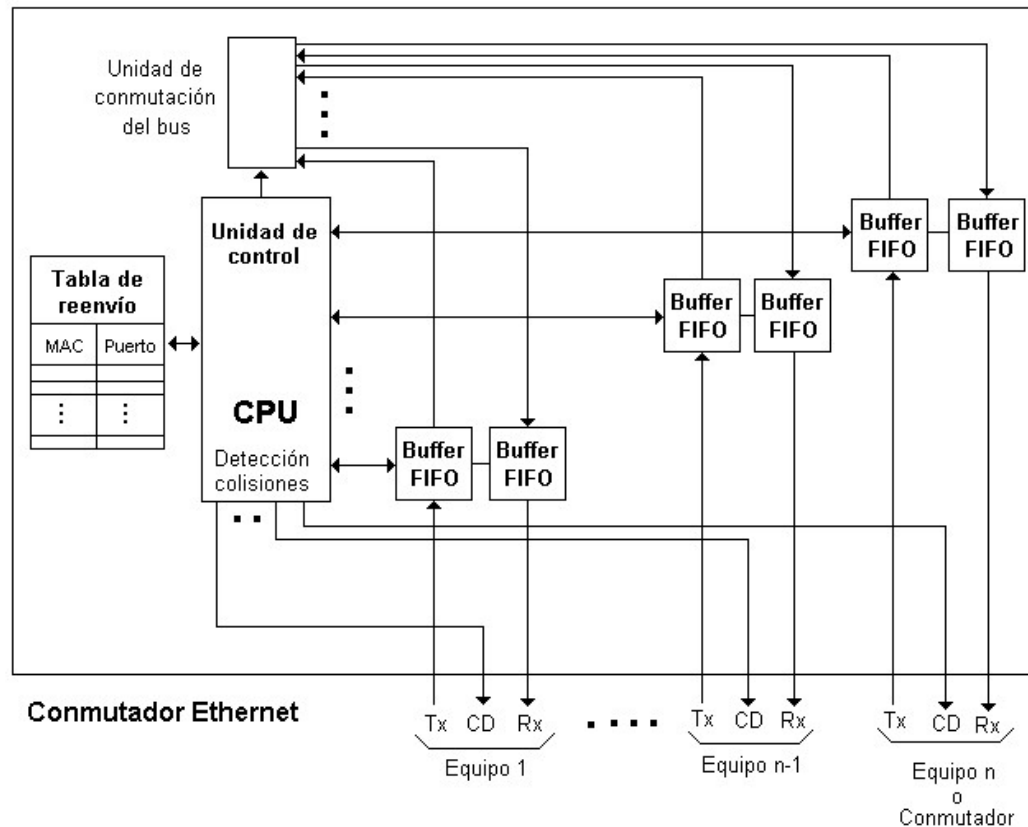 Unidad de
conmutación
del bus
Unidad de
control
Buffer
FIFO
Buffer
FIFO
Tabla de
reenvío
MAC Puerto
Buffer
FIFO
Buffer
FIFO
CPU
Detección
colisiones
Buffer
FIFO
Buffer
FIFO
Conmutador Ethernet
Tx CD Rx
Tx CD Rx
Tx CD Rx
Equipo 1
Equipo n-1
Equipo n
o
Conmutador